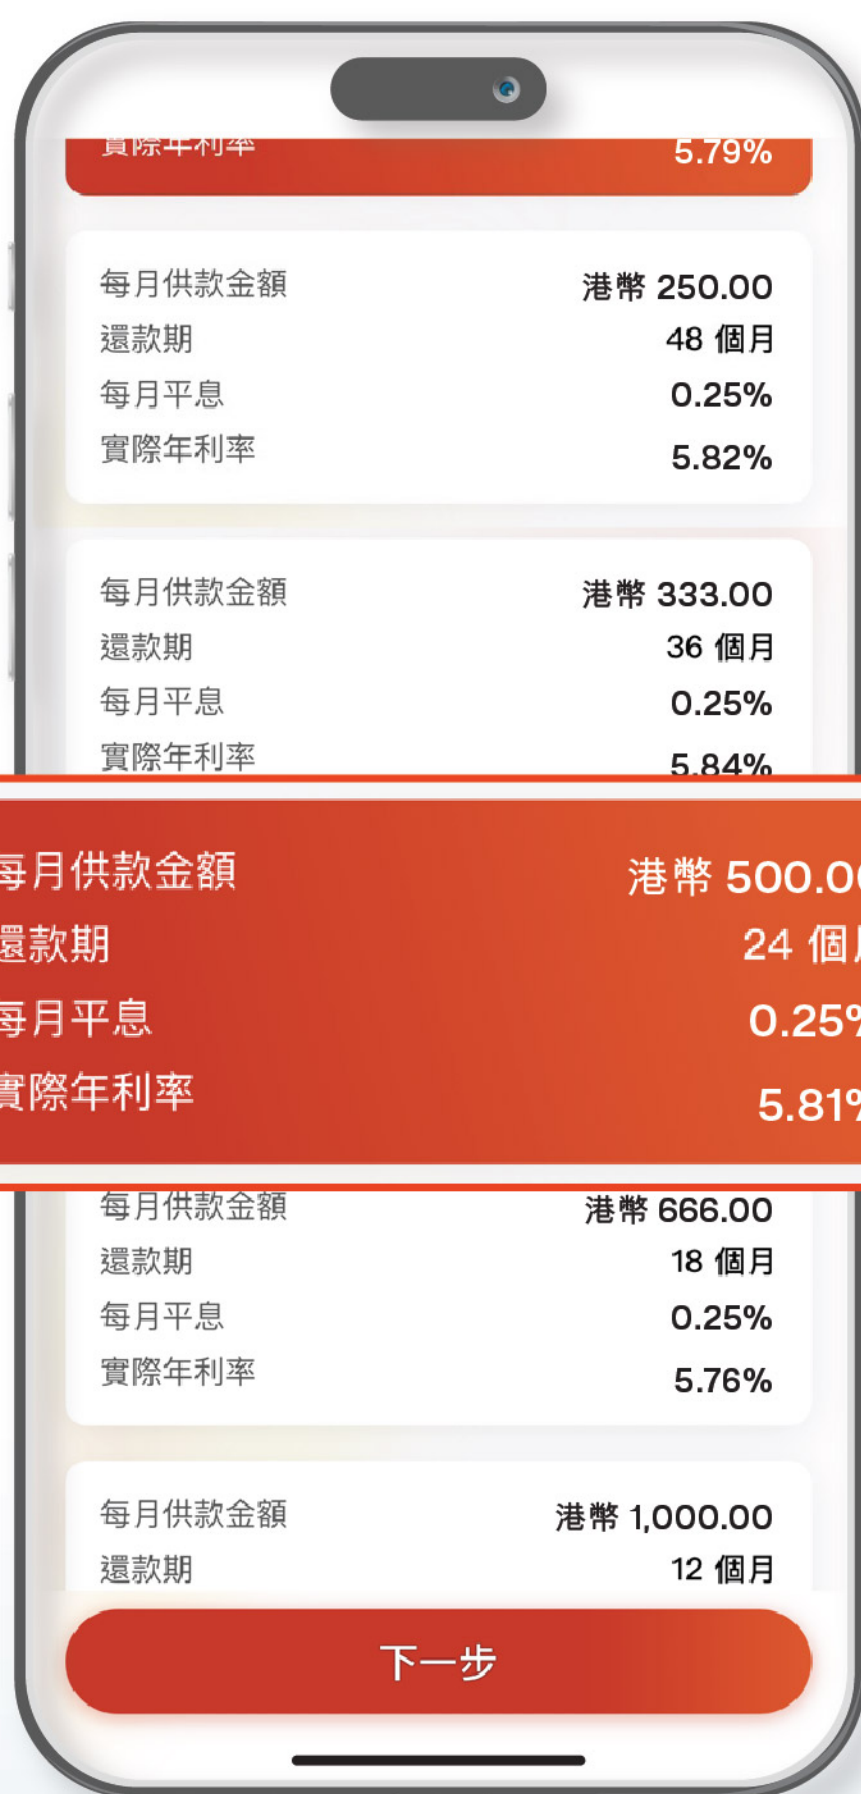 實際年利率 5.79%
每月供款金額 港幣 250.00
還款期 48 個月
每月平息 0.25%
實際年利率 5.82%
每月供款金額 港幣 333.00
還款期 36 個月
每月平息 0.25%
實際年利率 5.84%
每月供款金額 港幣 500.00
還款期 24 個月
每月平息 0.25%
實際年利率 5.81%
每月供款金額 港幣 666.00
還款期 18 個月
每月平息 0.25%
實際年利率 5.76%
每月供款金額 港幣 1,000.00
還款期 12 個月
下一步